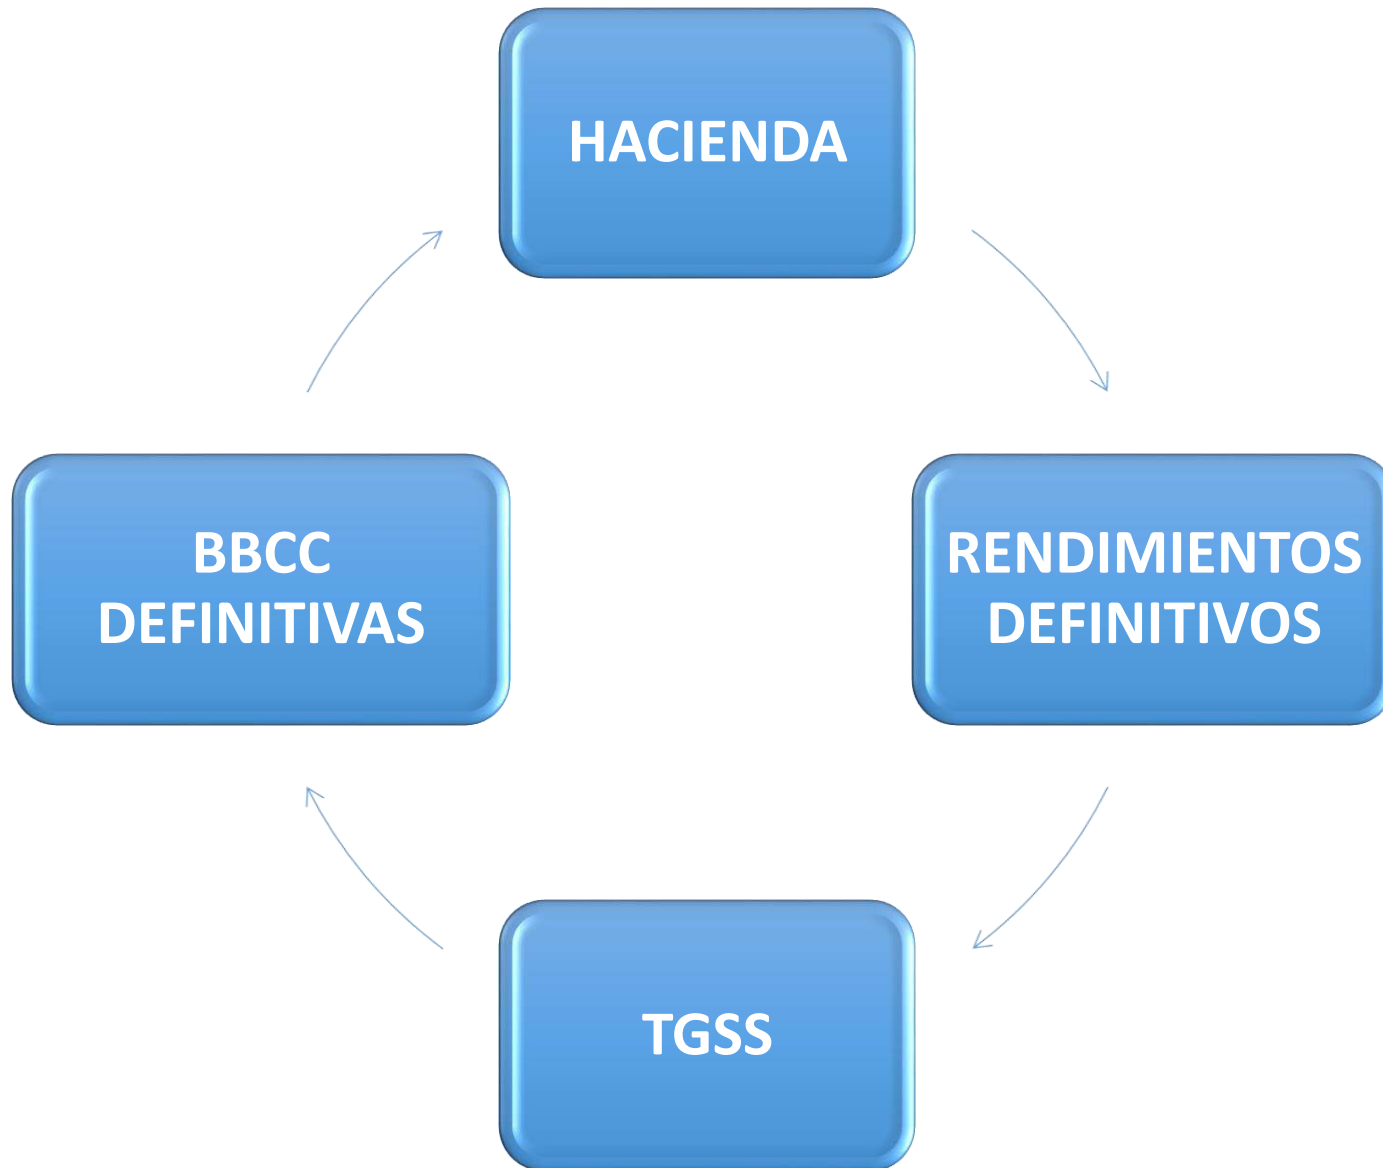 HACIENDA
RENDIMIENTOS
DEFINITIVOS
TGSS
BBCC
DEFINITIVAS